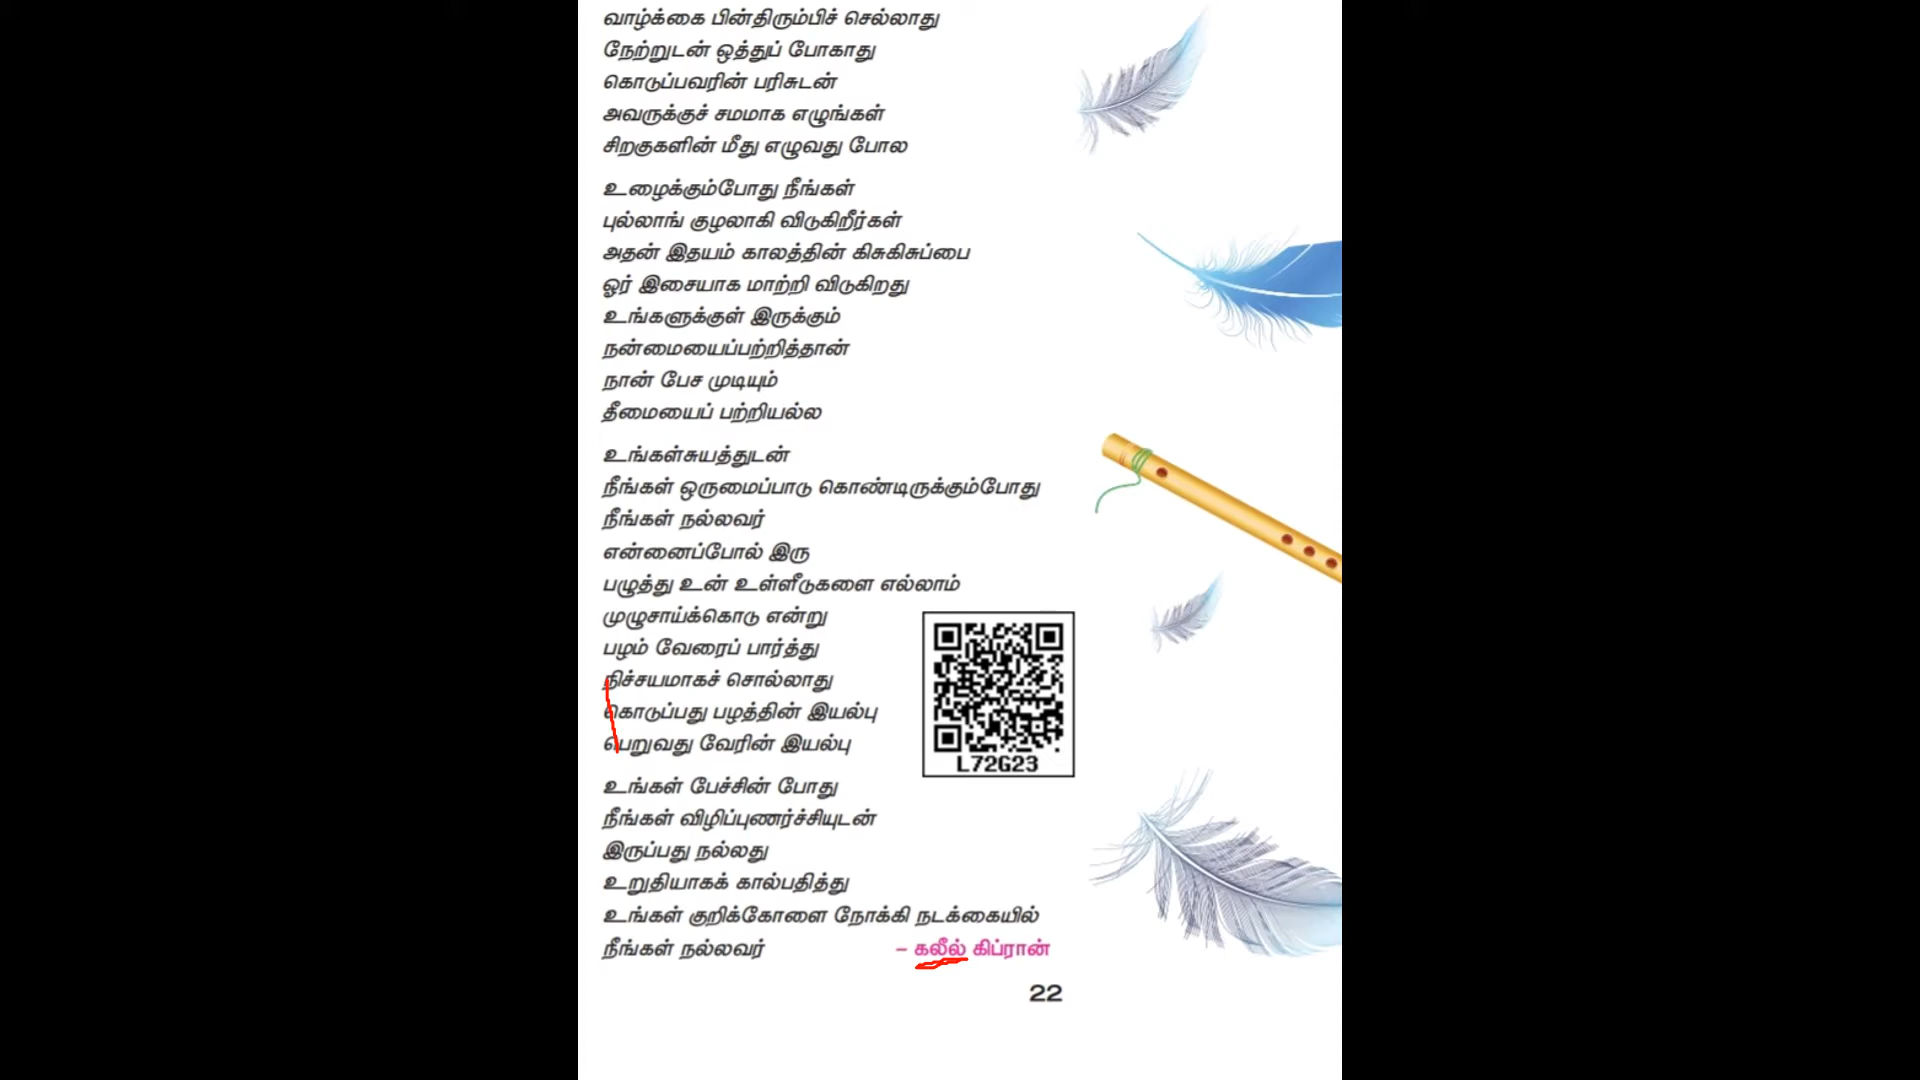 வாழ்க்கை பின்திரும்பிச் செல்லாது
நேற்றுடன் ஒத்துப் போகாது
கொடுப்பவரின் பரிசுடன்
அவருக்குச் சமமாக எழுங்கள்
சிறகுகளின் மீது எழுவது போல
உழைக்கும்போது நீங்கள்
புல்லாங் குழலாகி விடுகிறீர்கள்
அதன் இதயம் காலத்தின் கிசுகிசுப்பை
ஓர் இசையாக மாற்றி விடுகிறது
உங்களுக்குள் இருக்கும்
நன்மையைப்பற்றித்தான்
நான் பேச முடியும்
தீமையைப் பற்றியல்ல
உங்கள்சுயத்துடன்
நீங்கள் ஒருமைப்பாடு கொண்டிருக்கும்போது
நீங்கள் நல்லவர்
என்னைப்போல் இரு
பழுத்து உன் உள்ளீடுகளை எல்லாம்
முழுசாய்க்கொடு என்று
பழம் வேரைப் பார்த்து
நிச்சயமாகச் சொல்லாது
கொடுப்பது பழத்தின் இயல்பு
பெறுவது வேரின் இயல்பு
L72G23
உங்கள் பேச்சின் போது
நீங்கள் விழிப்புணர்ச்சியுடன்
இருப்பது நல்லது
உறுதியாகக் கால்பதித்து
உங்கள் குறிக்கோளை நோக்கி நடக்கையில்
நீங்கள் நல்லவர் – கலீல் கிப்ரான்
22